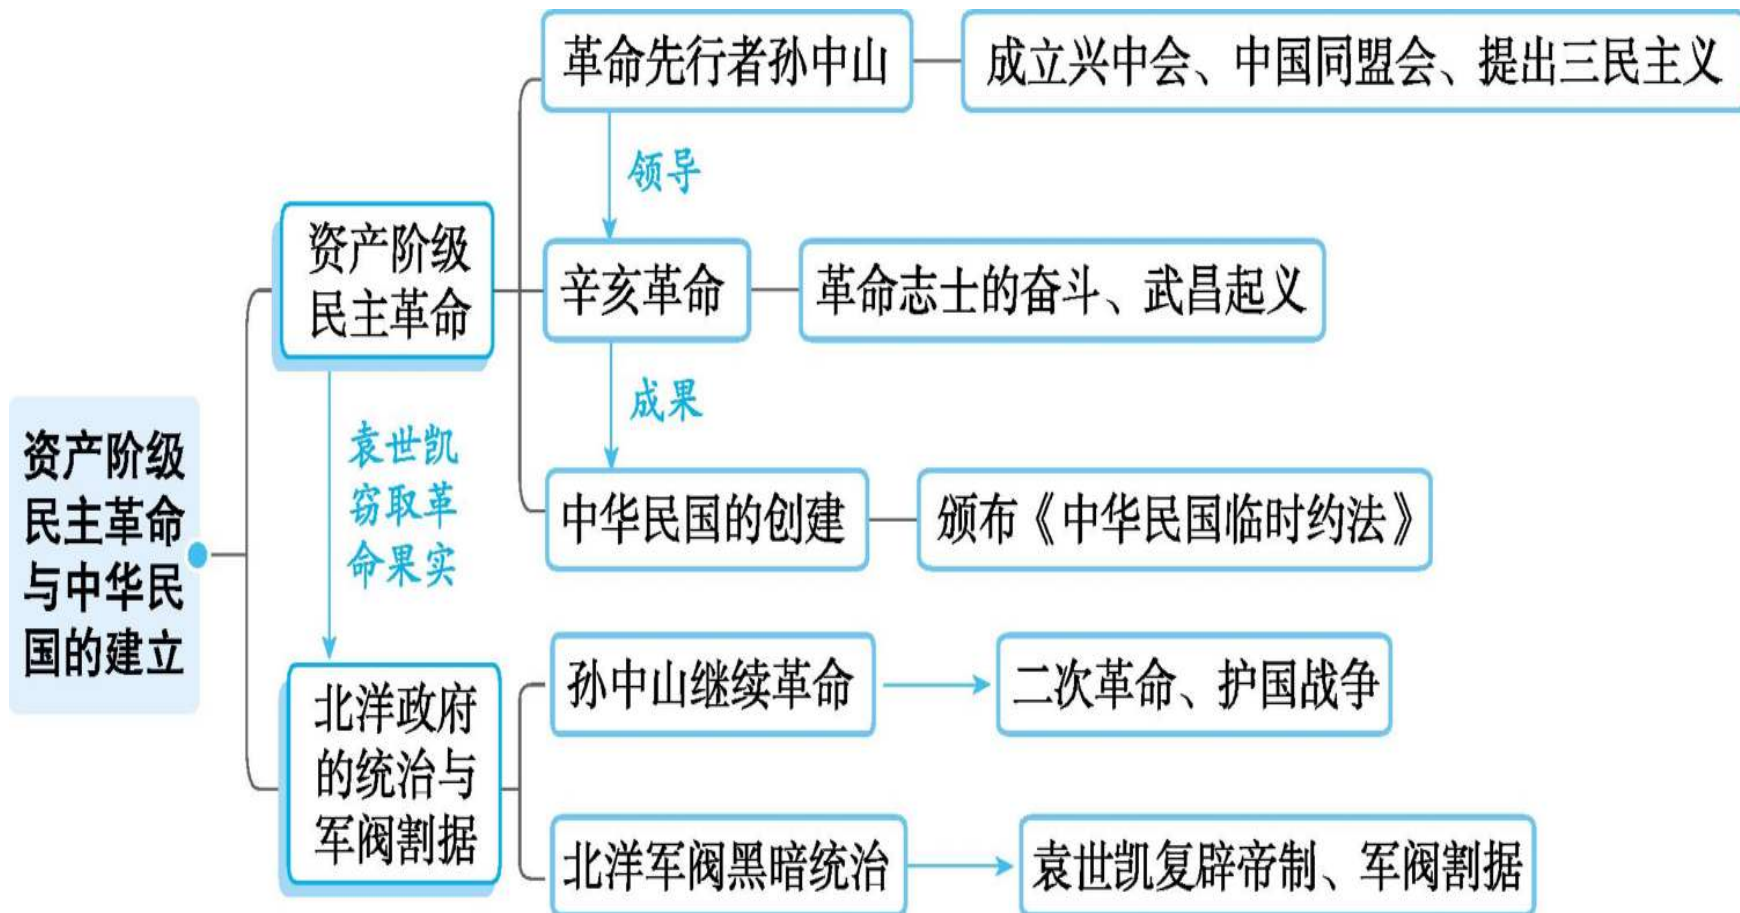 资产阶级
民主革命
与中华民
国的建立
资产阶级
民主革命
革命先行者孙中山
成立兴中会、中国同盟会、提出三民主义
领导
辛亥革命
革命志士的奋斗、武昌起义
成果
中华民国的创建
颁布《中华民国临时约法》
袁世凯
窃取革
命果实
北洋政府
的统治与
军阀割据
孙中山继续革命
二次革命、护国战争
北洋军阀黑暗统治
袁世凯复辟帝制、军阀割据